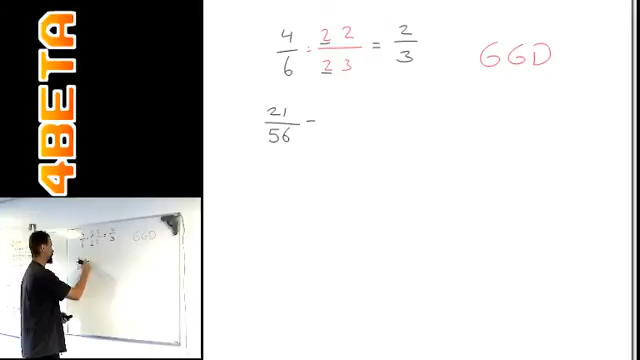 4BETA
4/6 = 2 2 / 2 3 = 2/3
GGD
21/56 =